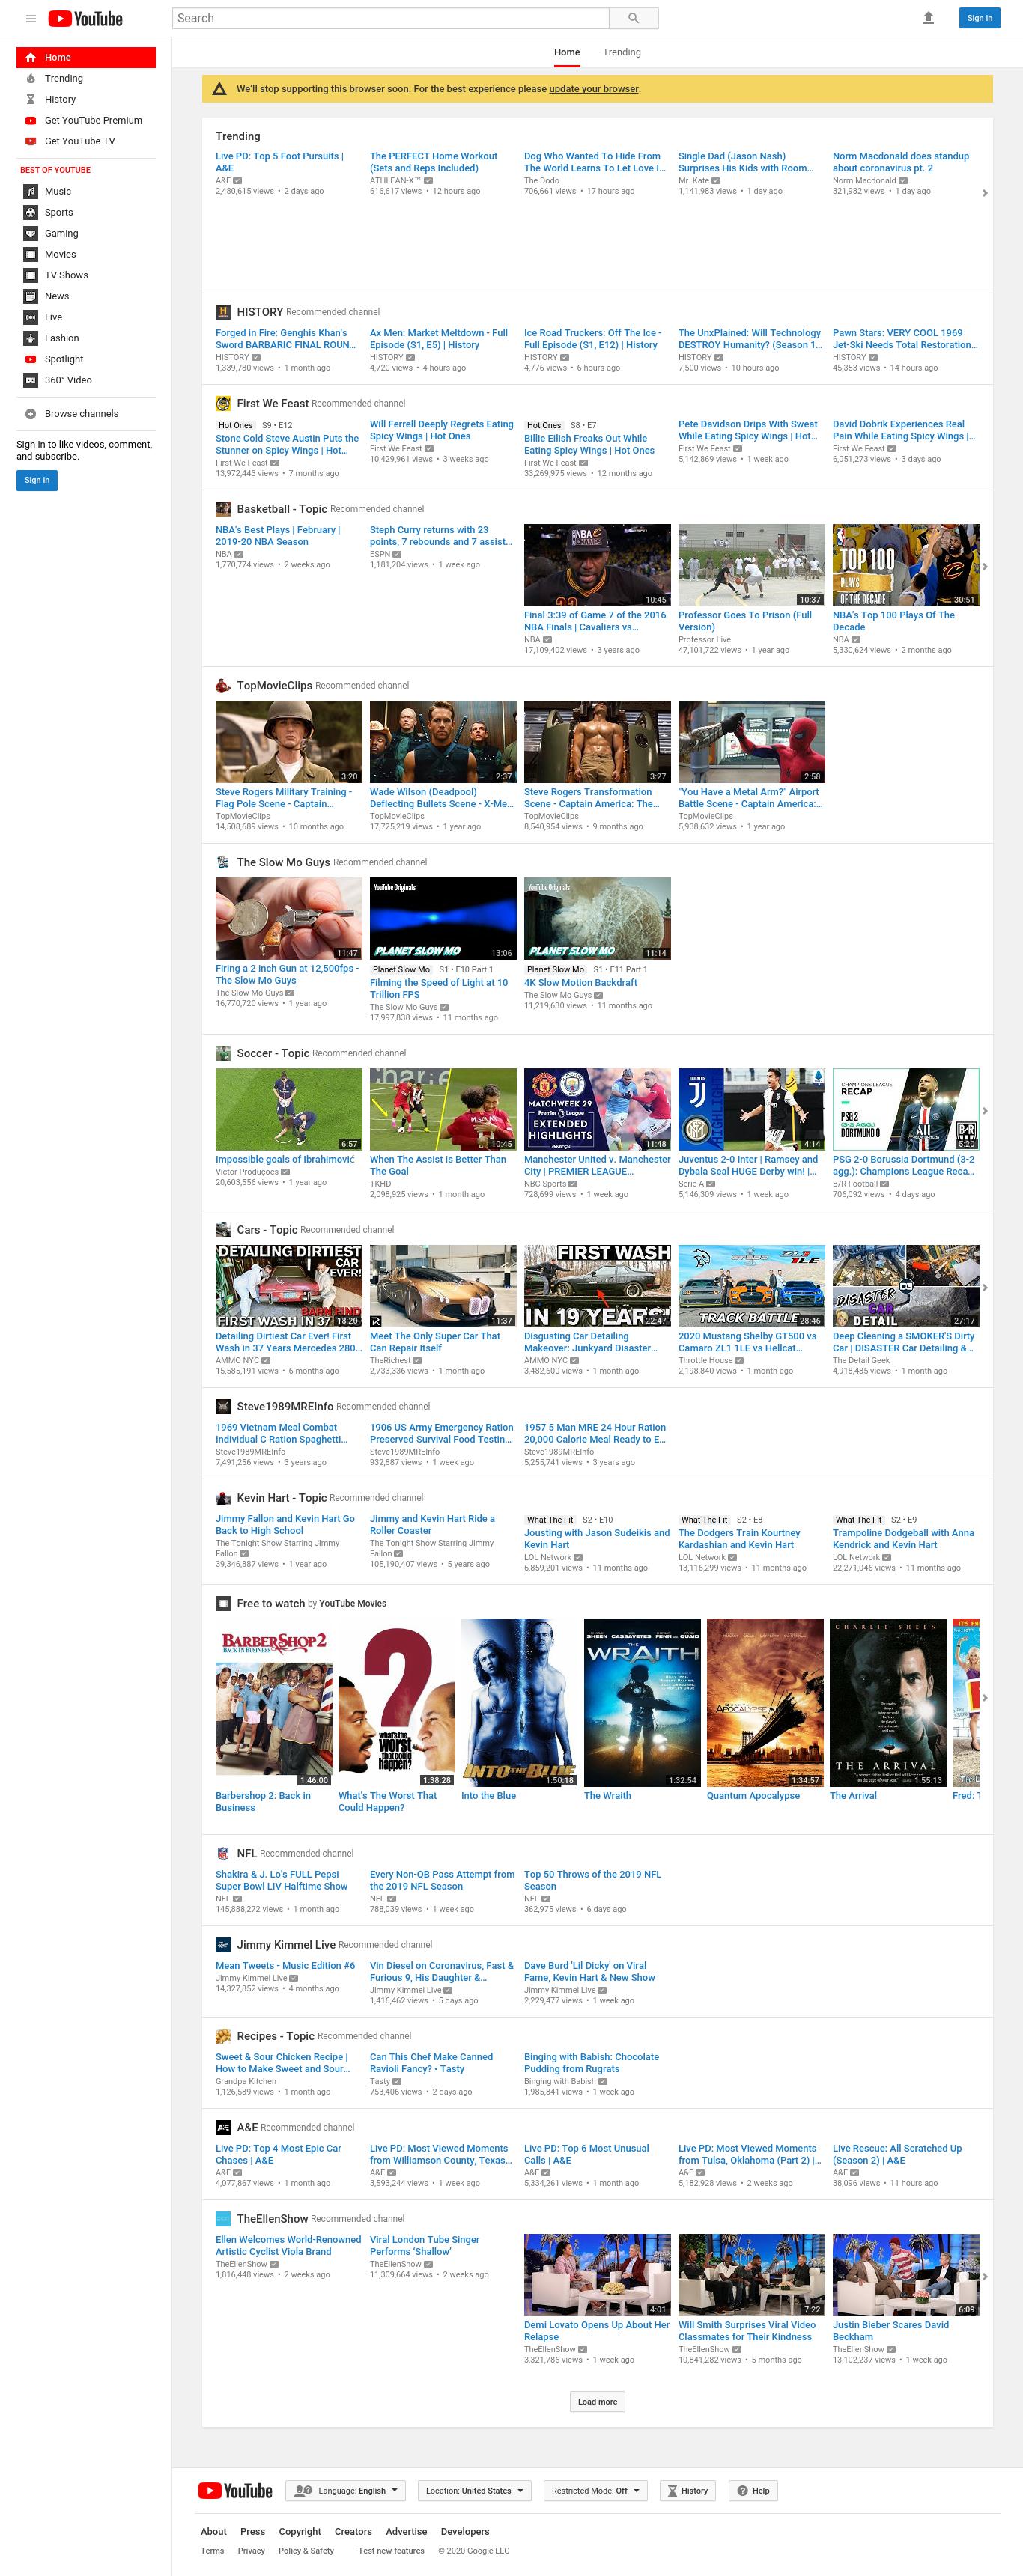 YouTube
Search
Sign in
Home
Trending
History
Get YouTube Premium
Get YouTube TV
BEST OF YOUTUBE
Music
Sports
Gaming
Movies
TV Shows
News
Live
Fashion
Spotlight
360° Video
Browse channels
Sign in to like videos, comment,
and subscribe.
Sign in
Home Trending
We'll stop supporting this browser soon. For the best experience please update your browser.
Trending
Live PD: Top 5 Foot Pursuits |
A&E
A&E
2,480,615 views • 2 days ago
The PERFECT Home Workout
(Sets and Reps Included)
ATHLEAN-X™
616,617 views • 12 hours ago
Dog Who Wanted To Hide From
The World Learns To Let Love I…
The Dodo
706,661 views • 17 hours ago
Single Dad (Jason Nash)
Surprises His Kids with Room…
Mr. Kate
1,141,983 views • 1 day ago
Norm Macdonald does standup
about coronavirus pt. 2
Norm Macdonald
321,982 views • 1 day ago
HISTORY Recommended channel
Forged in Fire: Genghis Khan's
Sword BARBARIC FINAL ROUN…
HISTORY
1,339,780 views • 1 month ago
Ax Men: Market Meltdown - Full
Episode (S1, E5) | History
HISTORY
4,720 views • 4 hours ago
Ice Road Truckers: Off The Ice -
Full Episode (S1, E12) | History
HISTORY
4,776 views • 6 hours ago
The UnxPlained: Will Technology
DESTROY Humanity? (Season 1…
HISTORY
7,500 views • 10 hours ago
Pawn Stars: VERY COOL 1969
Jet-Ski Needs Total Restoration…
HISTORY
45,353 views • 14 hours ago
First We Feast Recommended channel
Hot Ones S9 • E12
Stone Cold Steve Austin Puts the
Stunner on Spicy Wings | Hot…
First We Feast
13,972,443 views • 7 months ago
Will Ferrell Deeply Regrets Eating
Spicy Wings | Hot Ones
First We Feast
10,429,961 views • 3 weeks ago
Hot Ones S8 • E7
Billie Eilish Freaks Out While
Eating Spicy Wings | Hot Ones
First We Feast
33,269,975 views • 12 months ago
Pete Davidson Drips With Sweat
While Eating Spicy Wings | Hot…
First We Feast
5,142,869 views • 1 week ago
David Dobrik Experiences Real
Pain While Eating Spicy Wings |…
First We Feast
6,051,273 views • 3 days ago
Basketball - Topic Recommended channel
NBA's Best Plays | February |
2019-20 NBA Season
NBA
1,770,774 views • 2 weeks ago
Steph Curry returns with 23
points, 7 rebounds and 7 assist…
ESPN
1,181,204 views • 1 week ago
10:45
Final 3:39 of Game 7 of the 2016
NBA Finals | Cavaliers vs…
NBA
17,109,402 views • 3 years ago
10:37
Professor Goes To Prison (Full
Version)
Professor Live
47,101,722 views • 1 year ago
TOP 100
PLAYS
OF THE DECADE
30:51
NBA's Top 100 Plays Of The
Decade
NBA
5,330,624 views • 2 months ago
TopMovieClips Recommended channel
3:20
Steve Rogers Military Training -
Flag Pole Scene - Captain…
TopMovieClips
14,508,689 views • 10 months ago
2:37
Wade Wilson (Deadpool)
Deflecting Bullets Scene - X-Me…
TopMovieClips
17,725,219 views • 1 year ago
3:27
Steve Rogers Transformation
Scene - Captain America: The…
TopMovieClips
8,540,954 views • 9 months ago
2:58
"You Have a Metal Arm?" Airport
Battle Scene - Captain America:…
TopMovieClips
5,938,632 views • 1 year ago
The Slow Mo Guys Recommended channel
11:47
Firing a 2 inch Gun at 12,500fps -
The Slow Mo Guys
The Slow Mo Guys
16,770,720 views • 1 year ago
YouTube Originals
PLANET SLOW MO
13:06
Planet Slow Mo S1 • E10 Part 1
Filming the Speed of Light at 10
Trillion FPS
The Slow Mo Guys
17,997,838 views • 11 months ago
YouTube Originals
PLANET SLOW MO
11:14
Planet Slow Mo S1 • E11 Part 1
4K Slow Motion Backdraft
The Slow Mo Guys
11,219,630 views • 11 months ago
Soccer - Topic Recommended channel
6:57
Impossible goals of Ibrahimović
Victor Produções
20,603,556 views • 1 year ago
10:45
When The Assist is Better Than
The Goal
TKHD
2,098,925 views • 1 month ago
MATCHWEEK 29
Premier League
EXTENDED
HIGHLIGHTS
11:48
Manchester United v. Manchester
City | PREMIER LEAGUE…
NBC Sports
728,699 views • 1 week ago
HIGHLIGHTS
4:14
Juventus 2-0 Inter | Ramsey and
Dybala Seal HUGE Derby win! |…
Serie A
5,146,309 views • 1 week ago
CHAMPIONS LEAGUE
RECAP
PSG 2
(3-2 AGG.)
DORTMUND 0
B·R
5:20
PSG 2-0 Borussia Dortmund (3-2
agg.): Champions League Reca…
B/R Football
706,092 views • 4 days ago
Cars - Topic Recommended channel
DETAILING DIRTIEST
CAR
EVER!
BARN FIND
FIRST WASH IN 37
18:20
Detailing Dirtiest Car Ever! First
Wash in 37 Years Mercedes 280…
AMMO NYC
15,585,191 views • 6 months ago
11:37
Meet The Only Super Car That
Can Repair Itself
TheRichest
2,733,336 views • 1 month ago
FIRST WASH
IN 19 YEARS!
22:47
Disgusting Car Detailing
Makeover: Junkyard Disaster…
AMMO NYC
3,482,600 views • 1 month ago
GT500
ZL1
1LE
TRACK BATTLE
28:46
2020 Mustang Shelby GT500 vs
Camaro ZL1 1LE vs Hellcat…
Throttle House
2,198,840 views • 1 month ago
DISASTER
CAR
DETAIL
27:17
Deep Cleaning a SMOKER'S Dirty
Car | DISASTER Car Detailing &…
The Detail Geek
4,918,485 views • 1 month ago
Steve1989MREInfo Recommended channel
1969 Vietnam Meal Combat
Individual C Ration Spaghetti…
Steve1989MREInfo
7,491,256 views • 3 years ago
1906 US Army Emergency Ration
Preserved Survival Food Testin…
Steve1989MREInfo
932,887 views • 1 week ago
1957 5 Man MRE 24 Hour Ration
20,000 Calorie Meal Ready to E…
Steve1989MREInfo
5,255,741 views • 3 years ago
Kevin Hart - Topic Recommended channel
Jimmy Fallon and Kevin Hart Go
Back to High School
The Tonight Show Starring Jimmy
Fallon
39,346,887 views • 1 year ago
Jimmy and Kevin Hart Ride a
Roller Coaster
The Tonight Show Starring Jimmy
Fallon
105,190,407 views • 5 years ago
What The Fit S2 • E10
Jousting with Jason Sudeikis and
Kevin Hart
LOL Network
6,859,201 views • 11 months ago
What The Fit S2 • E8
The Dodgers Train Kourtney
Kardashian and Kevin Hart
LOL Network
13,116,299 views • 11 months ago
What The Fit S2 • E9
Trampoline Dodgeball with Anna
Kendrick and Kevin Hart
LOL Network
22,271,046 views • 11 months ago
Free to watch by YouTube Movies
BARBERSHOP 2
BACK IN BUSINESS
1:46:00
Barbershop 2: Back in
Business
what's the
worst that
could happen?
1:38:28
What's The Worst That
Could Happen?
INTO THE BLUE
1:50:18
Into the Blue
SHEEN CASSAVETES FENN QUAID
THE
WRAITH
1:32:54
The Wraith
QUANTUM
APOCALYPSE
1:34:57
Quantum Apocalypse
CHARLIE SHEEN
THE ARRIVAL
1:55:13
The Arrival
Fred: T
NFL Recommended channel
Shakira & J. Lo's FULL Pepsi
Super Bowl LIV Halftime Show
NFL
145,888,272 views • 1 month ago
Every Non-QB Pass Attempt from
the 2019 NFL Season
NFL
788,039 views • 1 week ago
Top 50 Throws of the 2019 NFL
Season
NFL
362,975 views • 6 days ago
Jimmy Kimmel Live Recommended channel
Mean Tweets - Music Edition #6
Jimmy Kimmel Live
14,327,852 views • 4 months ago
Vin Diesel on Coronavirus, Fast &
Furious 9, His Daughter &…
Jimmy Kimmel Live
1,416,462 views • 5 days ago
Dave Burd 'Lil Dicky' on Viral
Fame, Kevin Hart & New Show
Jimmy Kimmel Live
2,229,477 views • 1 week ago
Recipes - Topic Recommended channel
Sweet & Sour Chicken Recipe |
How to Make Sweet and Sour…
Grandpa Kitchen
1,126,589 views • 1 month ago
Can This Chef Make Canned
Ravioli Fancy? • Tasty
Tasty
753,406 views • 2 days ago
Binging with Babish: Chocolate
Pudding from Rugrats
Binging with Babish
1,985,841 views • 1 week ago
A&E Recommended channel
Live PD: Top 4 Most Epic Car
Chases | A&E
A&E
4,077,867 views • 1 month ago
Live PD: Most Viewed Moments
from Williamson County, Texas…
A&E
3,593,244 views • 1 week ago
Live PD: Top 6 Most Unusual
Calls | A&E
A&E
5,334,261 views • 1 month ago
Live PD: Most Viewed Moments
from Tulsa, Oklahoma (Part 2) |…
A&E
5,182,928 views • 2 weeks ago
Live Rescue: All Scratched Up
(Season 2) | A&E
A&E
38,096 views • 11 hours ago
TheEllenShow Recommended channel
Ellen Welcomes World-Renowned
Artistic Cyclist Viola Brand
TheEllenShow
1,816,448 views • 2 weeks ago
Viral London Tube Singer
Performs 'Shallow'
TheEllenShow
11,309,664 views • 2 weeks ago
4:01
Demi Lovato Opens Up About Her
Relapse
TheEllenShow
3,321,786 views • 1 week ago
7:22
Will Smith Surprises Viral Video
Classmates for Their Kindness
TheEllenShow
10,841,282 views • 5 months ago
6:09
Justin Bieber Scares David
Beckham
TheEllenShow
13,102,237 views • 1 week ago
Load more
YouTube Language: English Location: United States Restricted Mode: Off History Help
About Press Copyright Creators Advertise Developers
Terms Privacy Policy & Safety Test new features © 2020 Google LLC